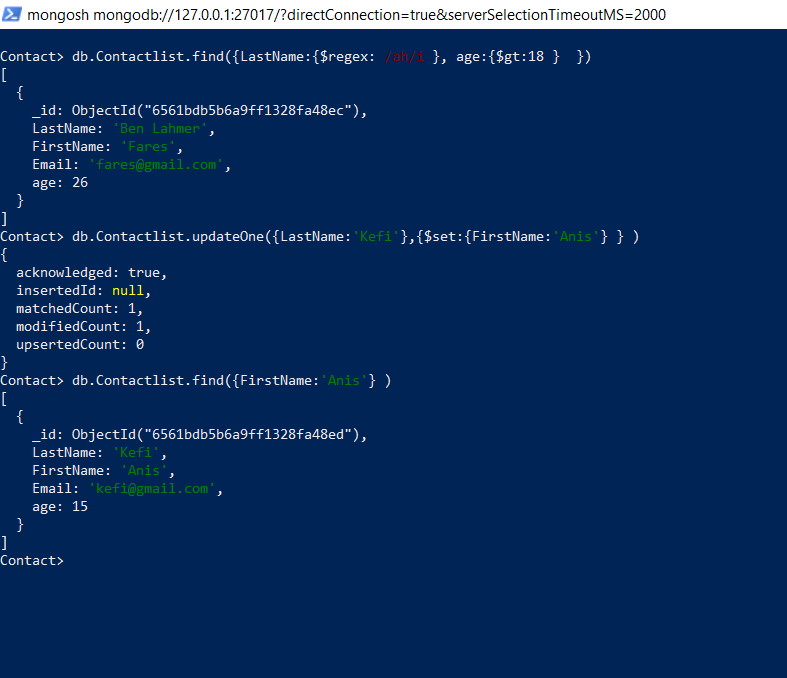 mongosh mongodb://127.0.0.1:27017/?directConnection=true&serverSelectionTimeoutMS=2000
Contact> db.Contactlist.find({LastName:{$regex: /ah/i }, age:{$gt:18 }  })
[
  {
    _id: ObjectId("6561bdb5b6a9ff1328fa48ec"),
    LastName: 'Ben Lahmer',
    FirstName: 'Fares',
    Email: 'fares@gmail.com',
    age: 26
  }
]
Contact> db.Contactlist.updateOne({LastName:'Kefi'},{$set:{FirstName:'Anis'} } )
{
  acknowledged: true,
  insertedId: null,
  matchedCount: 1,
  modifiedCount: 1,
  upsertedCount: 0
}
Contact> db.Contactlist.find({FirstName:'Anis'} )
[
  {
    _id: ObjectId("6561bdb5b6a9ff1328fa48ed"),
    LastName: 'Kefi',
    FirstName: 'Anis',
    Email: 'kefi@gmail.com',
    age: 15
  }
]
Contact>